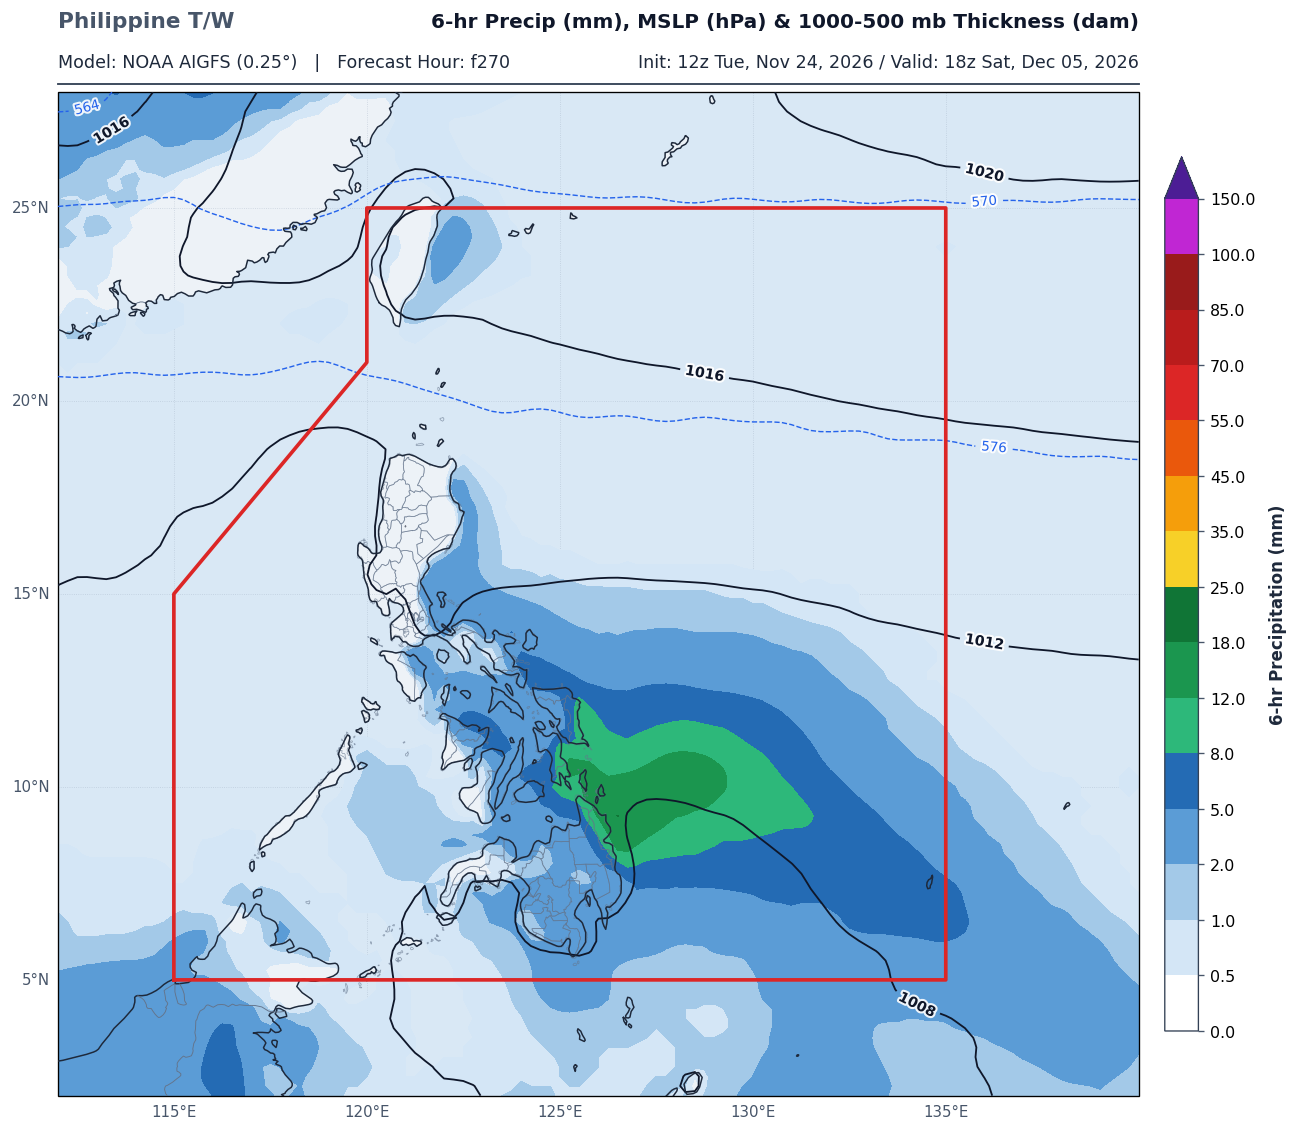 Philippine T/W
6-hr Precip (mm), MSLP (hPa) & 1000-500 mb Thickness (dam)
Model: NOAA AIGFS (0.25°) | Forecast Hour: f270
Init: 12z Tue, Nov 24, 2026 / Valid: 18z Sat, Dec 05, 2026
564
1016
1020
570
25°N
1016
20°N
576
15°N
1012
10°N
5°N
1008
115°E
120°E
125°E
130°E
135°E
150.0
100.0
85.0
70.0
55.0
45.0
35.0
25.0
18.0
12.0
8.0
5.0
2.0
1.0
0.5
0.0
6-hr Precipitation (mm)